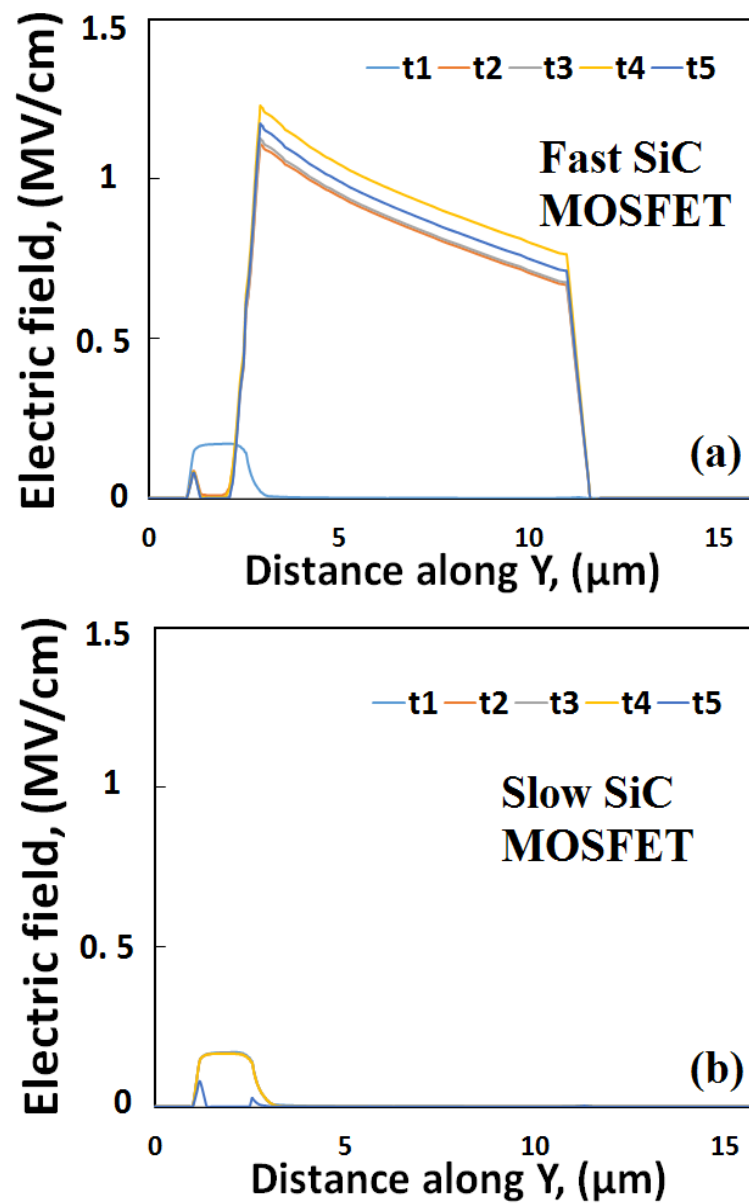 1.5
t1 t2 t3 t4 t5
Fast SiC
MOSFET
1
0. 5
(a)
0
0 5 10 15
Electric field, (MV/cm)
Distance along Y, (µm)
1.5
t1 t2 t3 t4 t5
1
Slow SiC
MOSFET
0. 5
(b)
0
0 5 10 15
Electric field, (MV/cm)
Distance along Y, (µm)